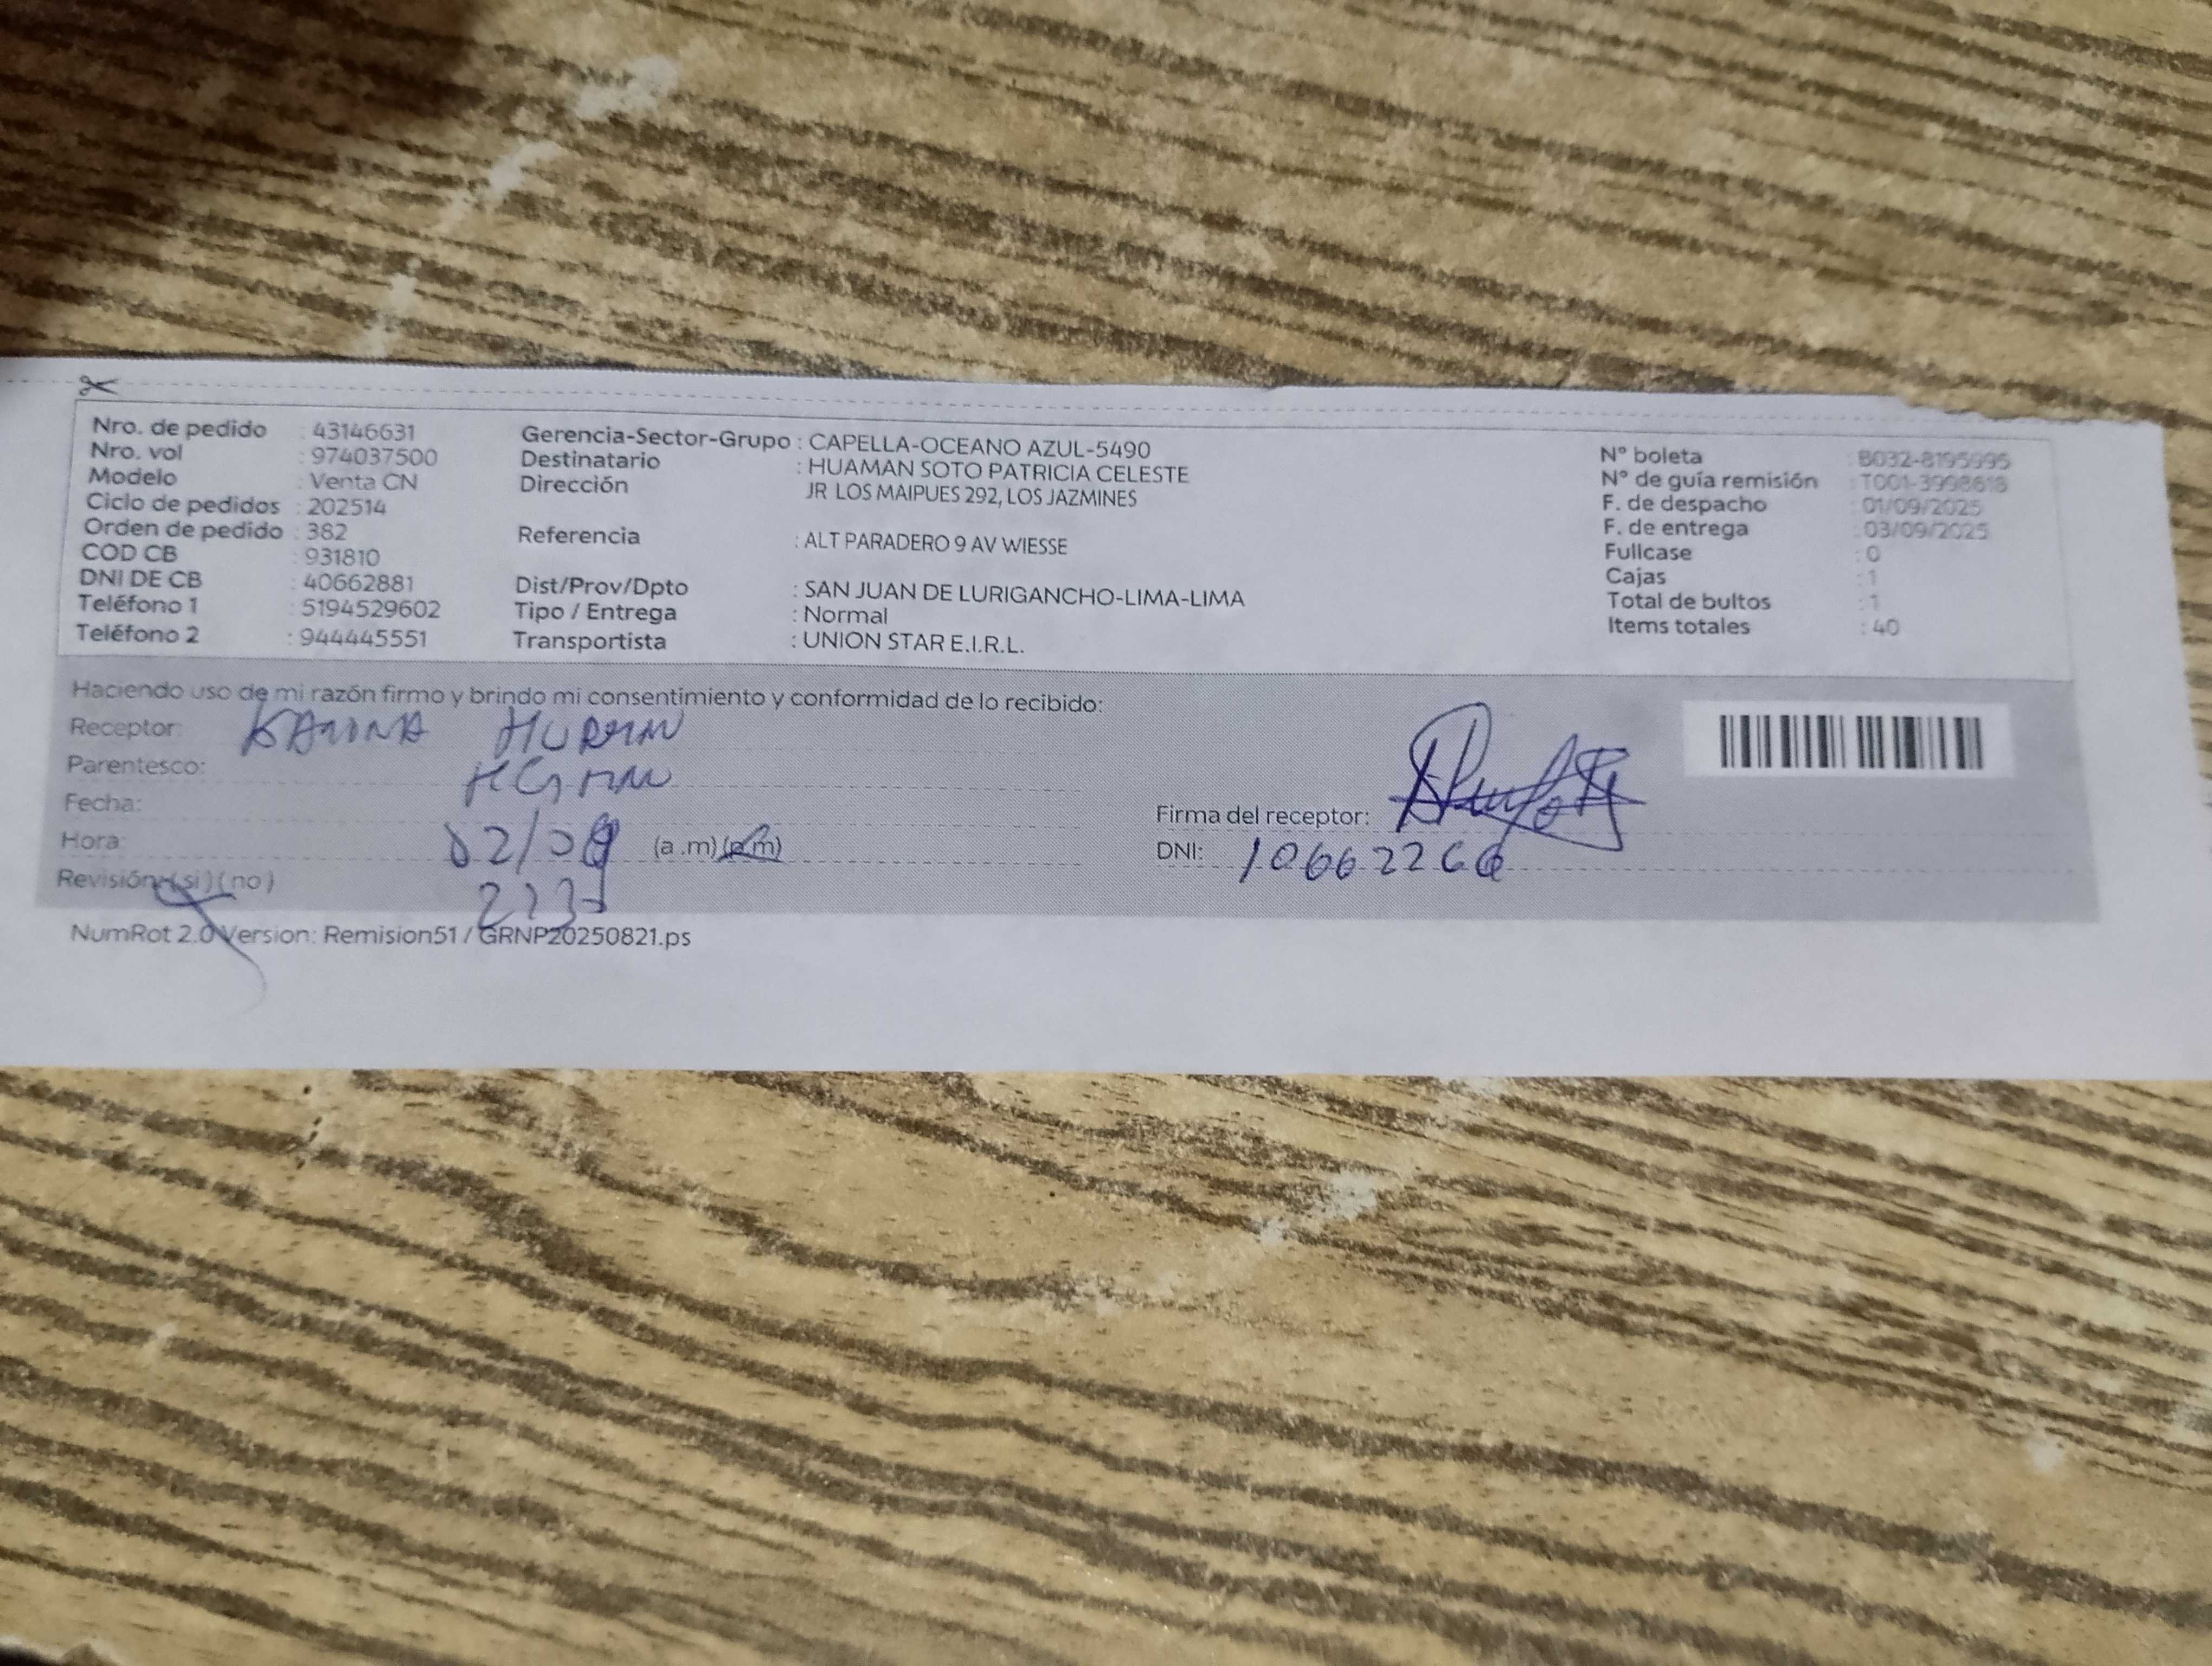 Nro. de pedido : 43146631
Nro. vol : 974037500
Modelo : Venta CN
Ciclo de pedidos : 202514
Orden de pedido : 382
COD CB : 931810
DNI DE CB : 40662881
Teléfono 1 : 5194529602
Teléfono 2 : 944445551
Gerencia-Sector-Grupo : CAPELLA-OCEANO AZUL-5490
Destinatario : HUAMAN SOTO PATRICIA CELESTE
Dirección JR LOS MAIPUES 292, LOS JAZMINES
Referencia : ALT PARADERO 9 AV WIESSE
Dist/Prov/Dpto : SAN JUAN DE LURIGANCHO-LIMA-LIMA
Tipo / Entrega : Normal
Transportista : UNION STAR E.I.R.L.
N° boleta : B032-8195995
N° de guía remisión : T001-3998618
F. de despacho : 01/09/2025
F. de entrega : 03/09/2025
Fullcase : 0
Cajas : 1
Total de bultos : 1
Items totales : 40
Haciendo uso de mi razón firmo y brindo mi consentimiento y conformidad de lo recibido:
Receptor:
Parentesco:
Fecha:
Hora: 02/09 (a.m) (p.m)
Revisión: (si) (no)
Firma del receptor:
DNI: 10662266
NumRot 2.0 Version: Remision51 / GRNP20250821.ps